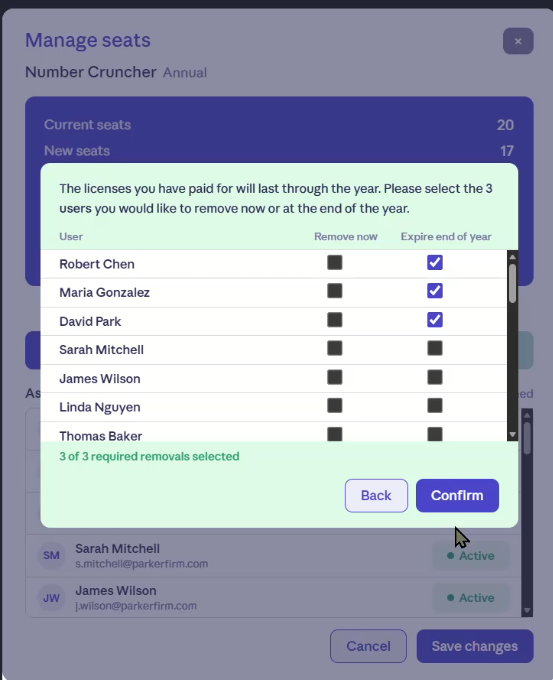 Manage seats
×
Number Cruncher Annual
Current seats 20
New seats 17
The licenses you have paid for will last through the year. Please select the 3
users you would like to remove now or at the end of the year.
User Remove now Expire end of year
Robert Chen
Maria Gonzalez
David Park
Sarah Mitchell
James Wilson
Linda Nguyen
Thomas Baker
3 of 3 required removals selected
Back Confirm
SM Sarah Mitchell
s.mitchell@parkerfirm.com
Active
JW James Wilson
j.wilson@parkerfirm.com
Active
Cancel Save changes